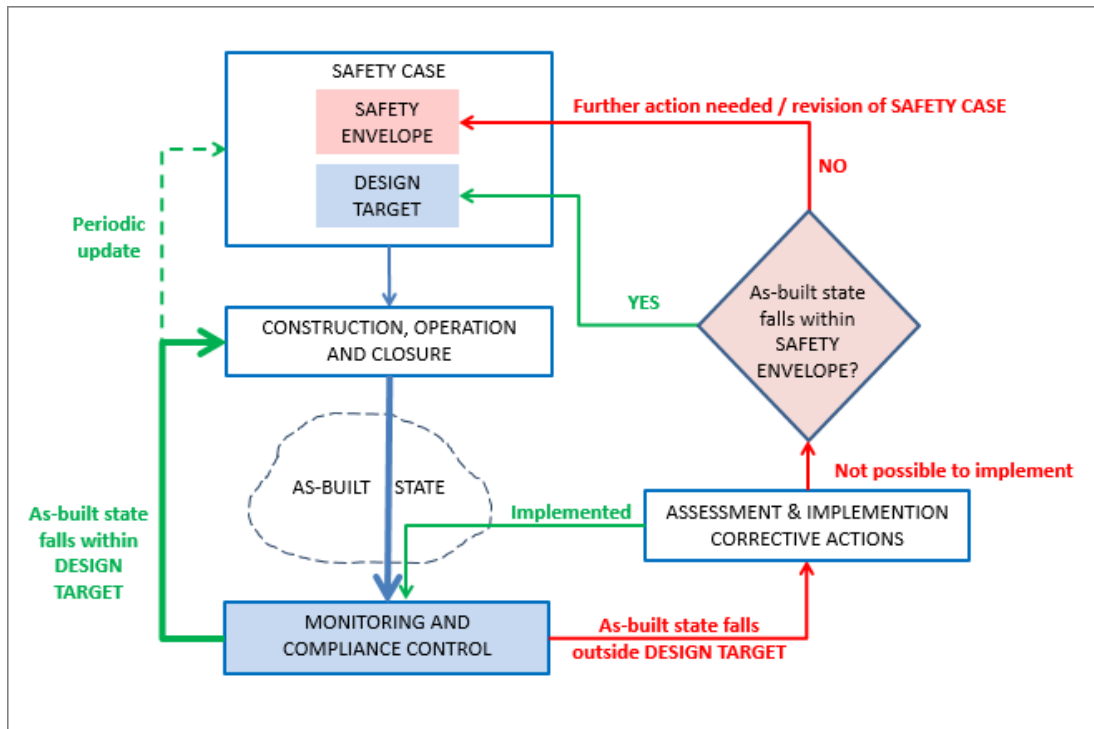 SAFETY CASE
SAFETY
ENVELOPE
DESIGN
TARGET
Further action needed / revision of SAFETY CASE
NO
Periodic
update
YES
As-built state
falls within
SAFETY
ENVELOPE?
CONSTRUCTION, OPERATION
AND CLOSURE
AS-BUILT STATE
Not possible to implement
As-built state
falls within
DESIGN
TARGET
Implemented
ASSESSMENT & IMPLEMENTION
CORRECTIVE ACTIONS
MONITORING AND
COMPLIANCE CONTROL
As-built state falls
outside DESIGN TARGET